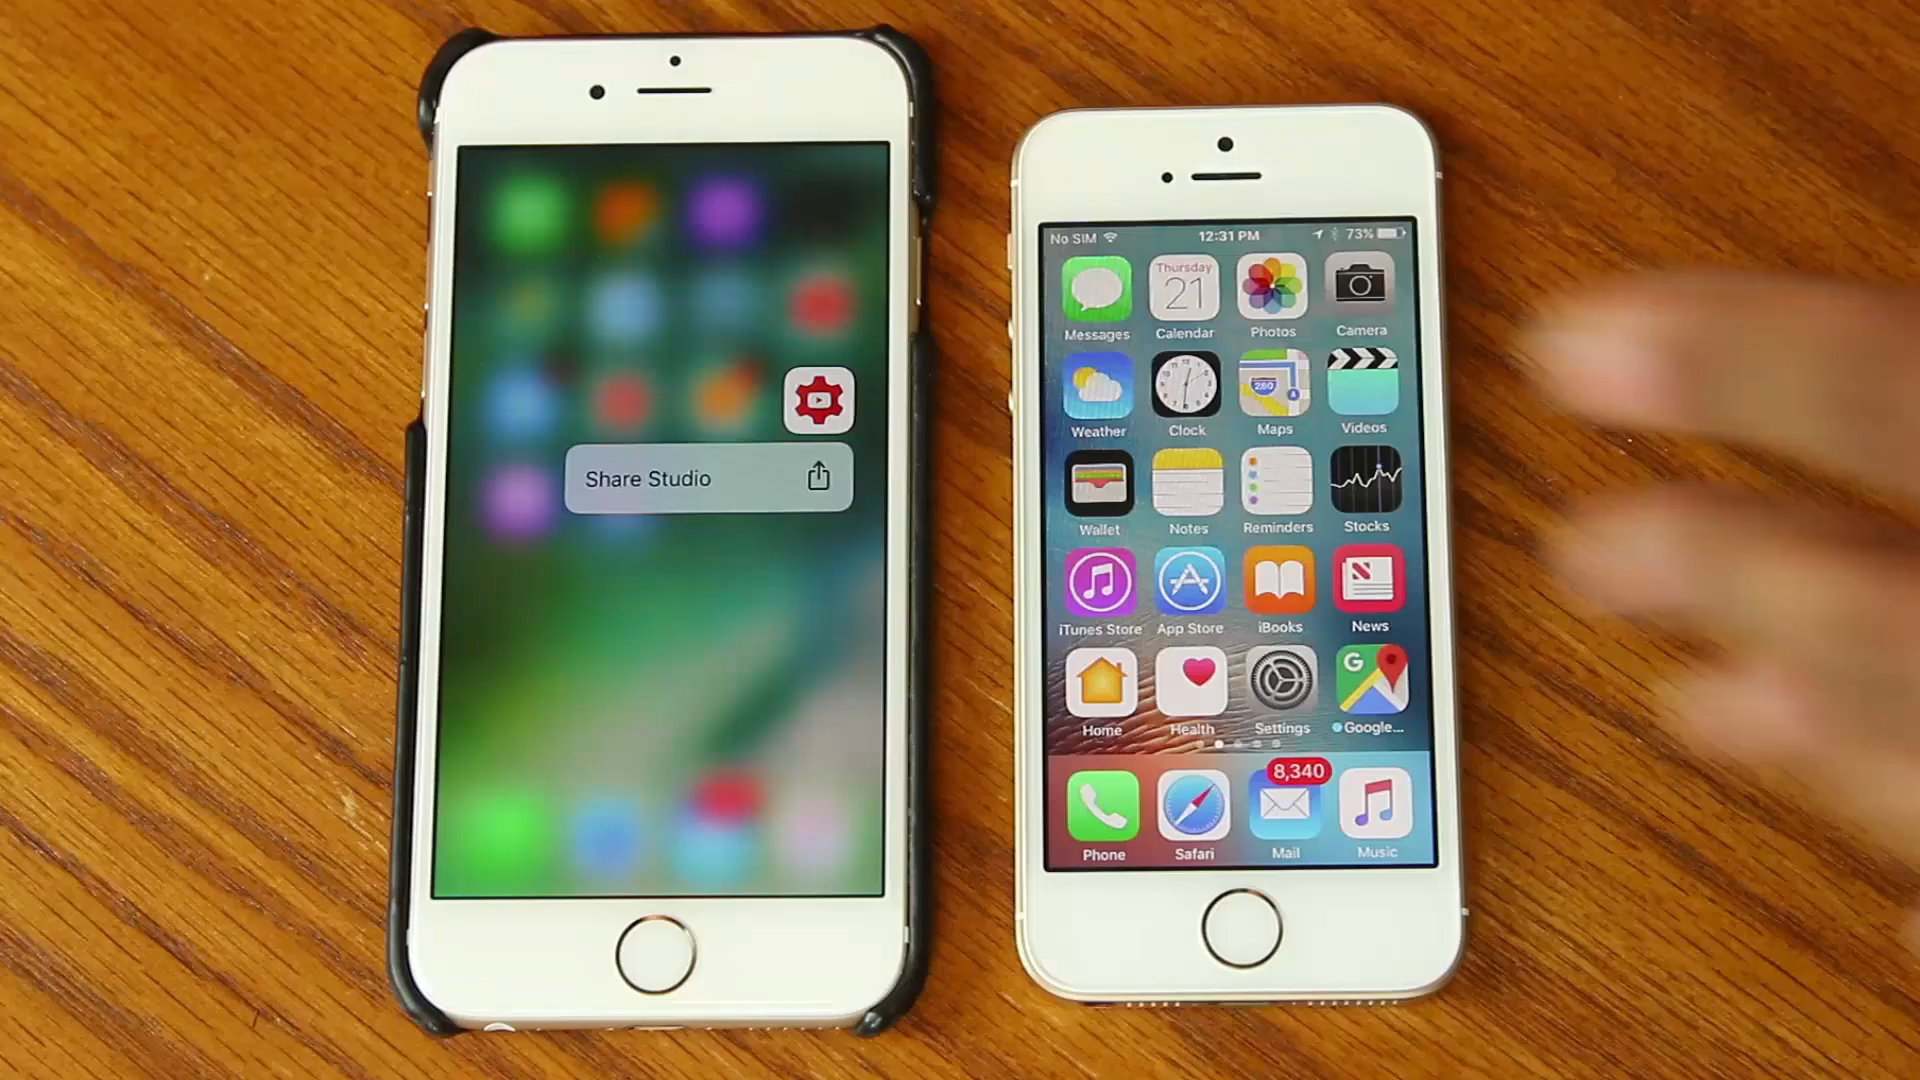 Share Studio
No SIM 12:31 PM 73%
Thursday
21
Messages Calendar Photos Camera
280
Weather Clock Maps Videos
Wallet Notes Reminders Stocks
iTunes Store App Store iBooks News
G
Home Health Settings Google...
8,340
Phone Safari Mail Music